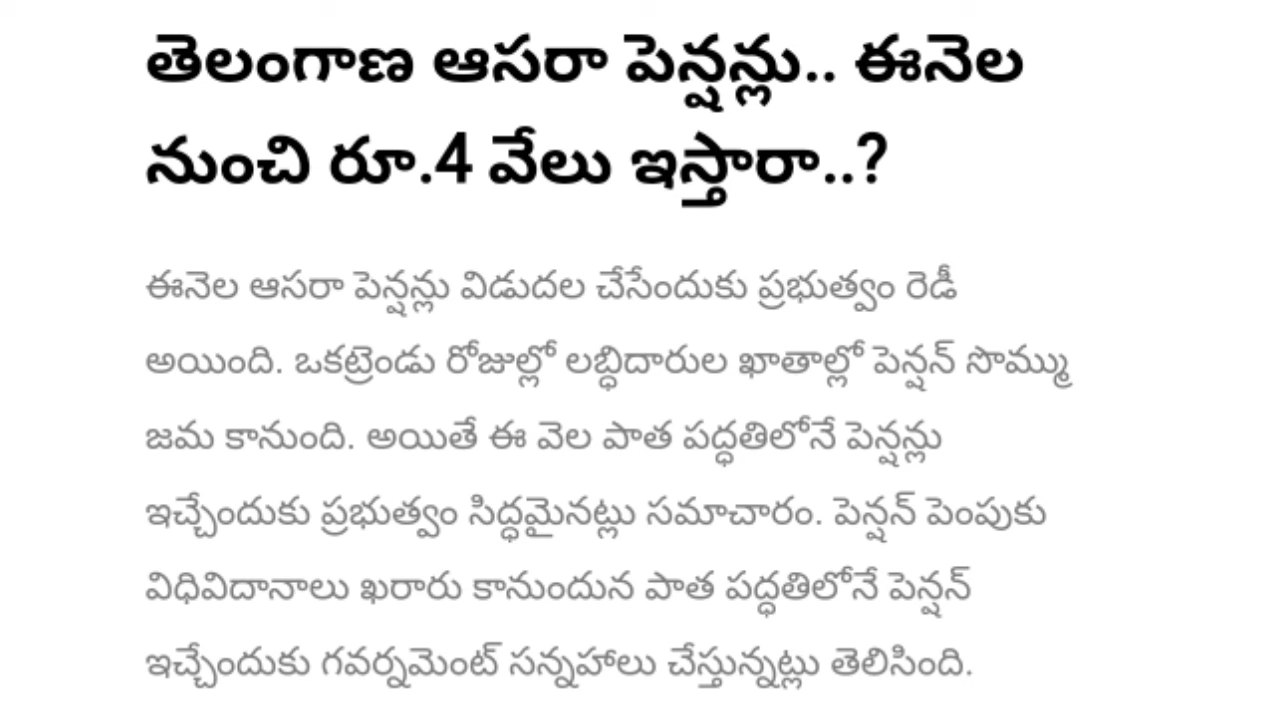 తెలంగాణ ఆసరా పెన్షన్లు.. ఈనెల
నుంచి రూ.4 వేలు ఇస్తారా..?
ఈనెల ఆసరా పెన్షన్లు విడుదల చేసేందుకు ప్రభుత్వం రెడీ
అయింది. ఒకట్రెండు రోజుల్లో లబ్ధిదారుల ఖాతాల్లో పెన్షన్ సొమ్ము
జమ కానుంది. అయితే ఈ వెల పాత పద్ధతిలోనే పెన్షన్లు
ఇచ్చేందుకు ప్రభుత్వం సిద్ధమైనట్లు సమాచారం. పెన్షన్ పెంపుకు
విధివిదానాలు ఖరారు కానుందున పాత పద్ధతిలోనే పెన్షన్
ఇచ్చేందుకు గవర్నమెంట్ సన్నహాలు చేస్తున్నట్లు తెలిసింది.